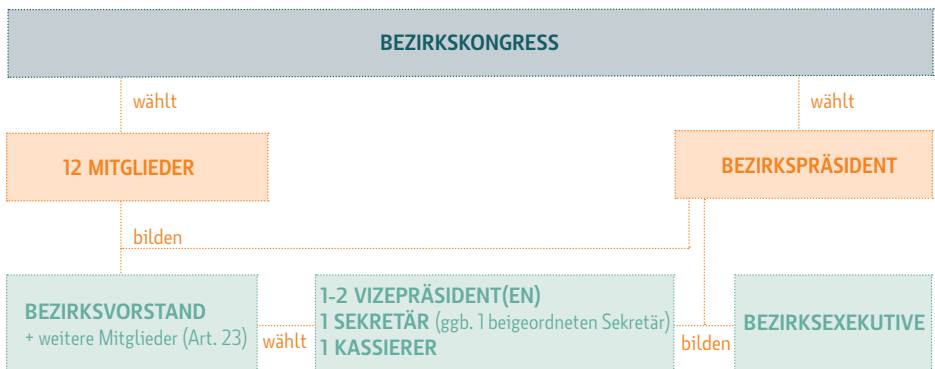 BEZIRKSKONGRESS
wählt
wählt
12 MITGLIEDER
BEZIRKSPRÄSIDENT
bilden
BEZIRKSVORSTAND
+ weitere Mitglieder (Art. 23)
wählt
1-2 VIZEPRÄSIDENT(EN)
1 SEKRETÄR (ggb. 1 beigeordneten Sekretär)
1 KASSIERER
bilden
BEZIRKSEXEKUTIVE